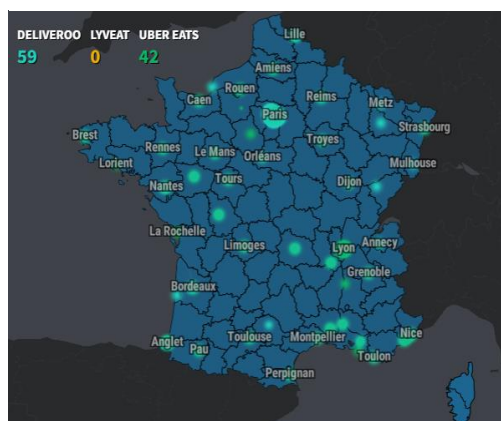 DELIVEROO LYVEAT UBER EATS
59 0 42
Lille
Amiens
Rouen
Caen
Reims
Metz
Paris
Strasbourg
Brest
Rennes
Le Mans
Troyes
Orléans
Lorient
Mulhouse
Nantes
Tours
Dijon
La Rochelle
Limoges
Lyon
Annecy
Grenoble
Bordeaux
Anglet
Pau
Toulouse
Montpellier
Nice
Toulon
Perpignan